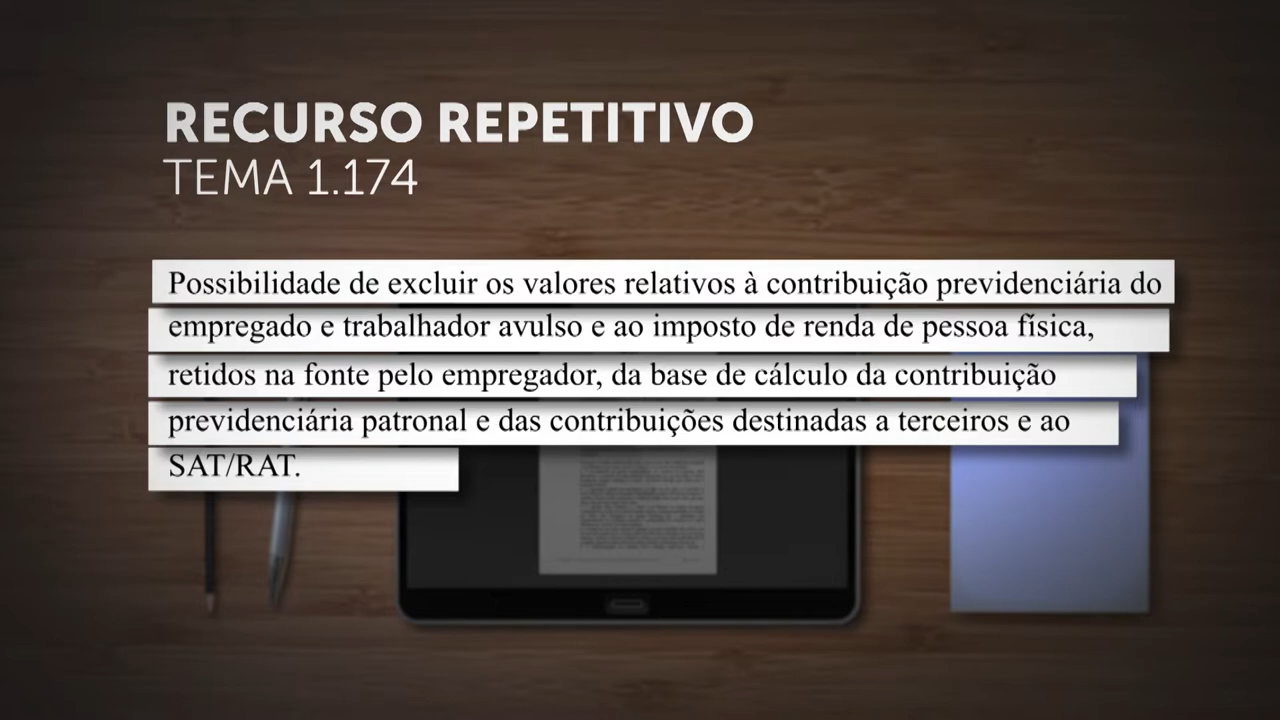 RECURSO REPETITIVO
TEMA 1.174
Possibilidade de excluir os valores relativos à contribuição previdenciária do
empregado e trabalhador avulso e ao imposto de renda de pessoa física,
retidos na fonte pelo empregador, da base de cálculo da contribuição
previdenciária patronal e das contribuições destinadas a terceiros e ao
SAT/RAT.